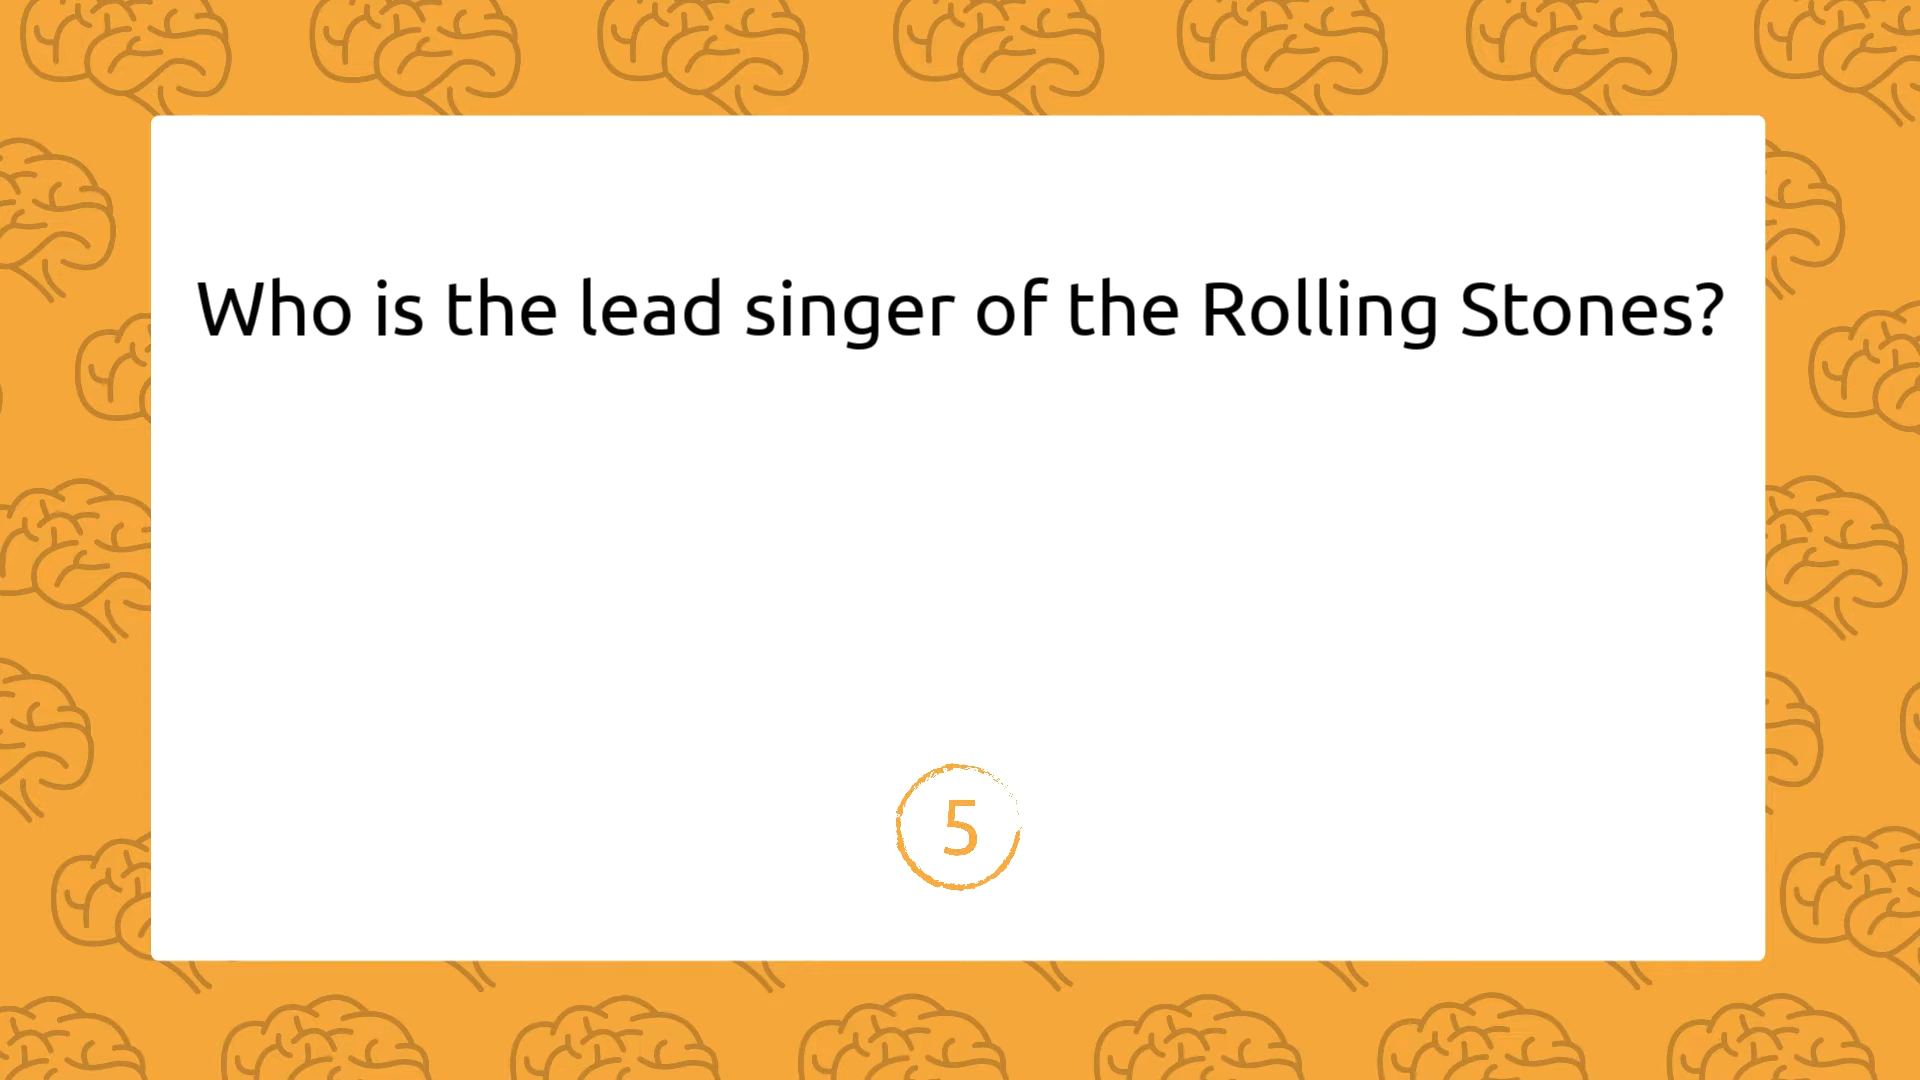 Who is the lead singer of the Rolling Stones?
5